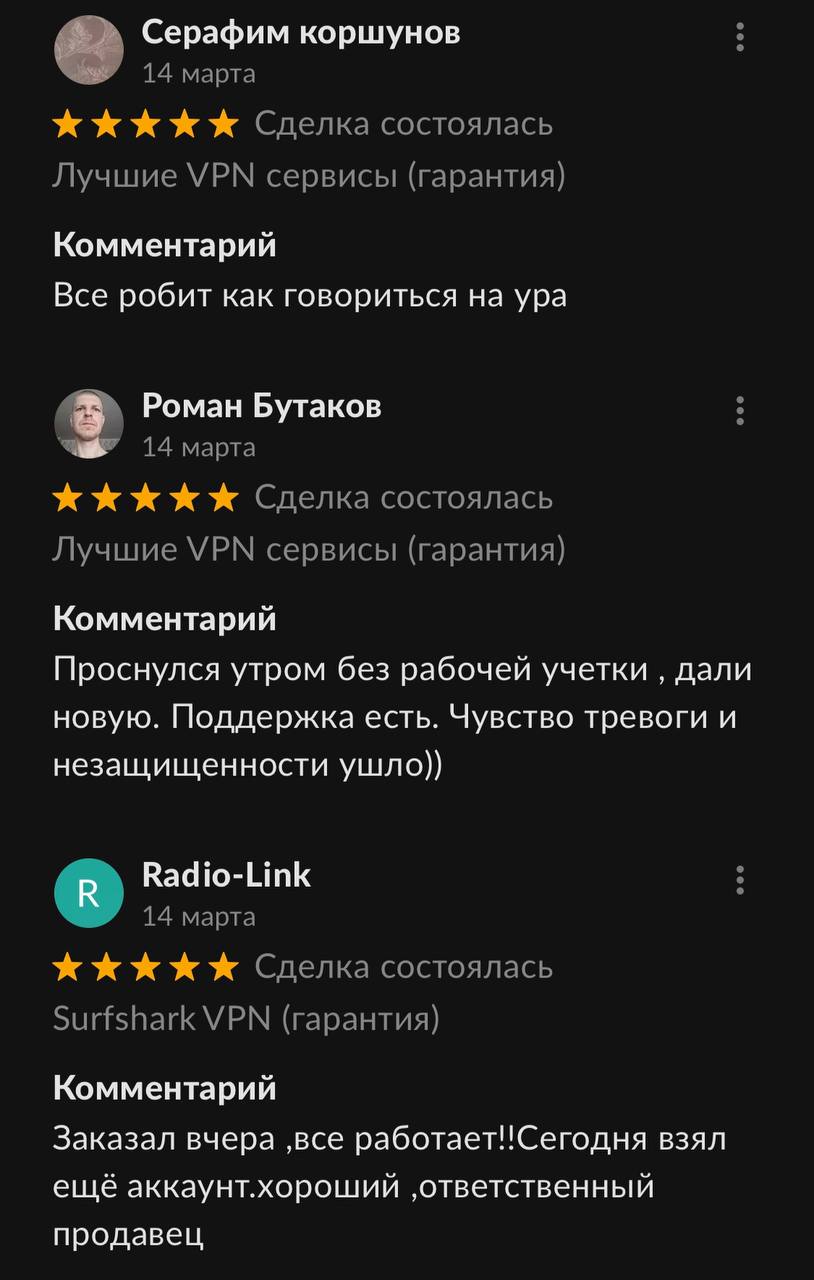 Серафим коршунов
14 марта
Сделка состоялась
Лучшие VPN сервисы (гарантия)
Комментарий
Все робит как говориться на ура
Роман Бутаков
14 марта
Сделка состоялась
Лучшие VPN сервисы (гарантия)
Комментарий
Проснулся утром без рабочей учетки , дали
новую. Поддержка есть. Чувство тревоги и
незащищенности ушло))
R
Radio-Link
14 марта
Сделка состоялась
Surfshark VPN (гарантия)
Комментарий
Заказал вчера ,все работает!!Сегодня взял
ещё аккаунт.хороший ,ответственный
продавец